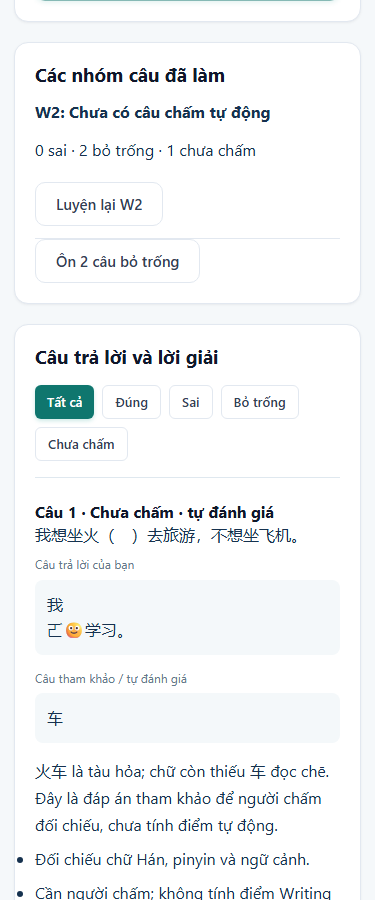 Các nhóm câu đã làm
W2: Chưa có câu chấm tự động
0 sai · 2 bỏ trống · 1 chưa chấm
Luyện lại W2
Ôn 2 câu bỏ trống
Câu trả lời và lời giải
Tất cả
Đúng
Sai
Bỏ trống
Chưa chấm
Câu 1 · Chưa chấm · tự đánh giá
我想坐火（　）去旅游，不想坐飞机。
Câu trả lời của bạn
我
𠮷😀学习。
Câu tham khảo / tự đánh giá
车
火车 là tàu hỏa; chữ còn thiếu 车 đọc chē.
Đây là đáp án tham khảo để người chấm
đối chiếu, chưa tính điểm tự động.
Đối chiếu chữ Hán, pinyin và ngữ cảnh.
Cần người chấm; không tính điểm Writing